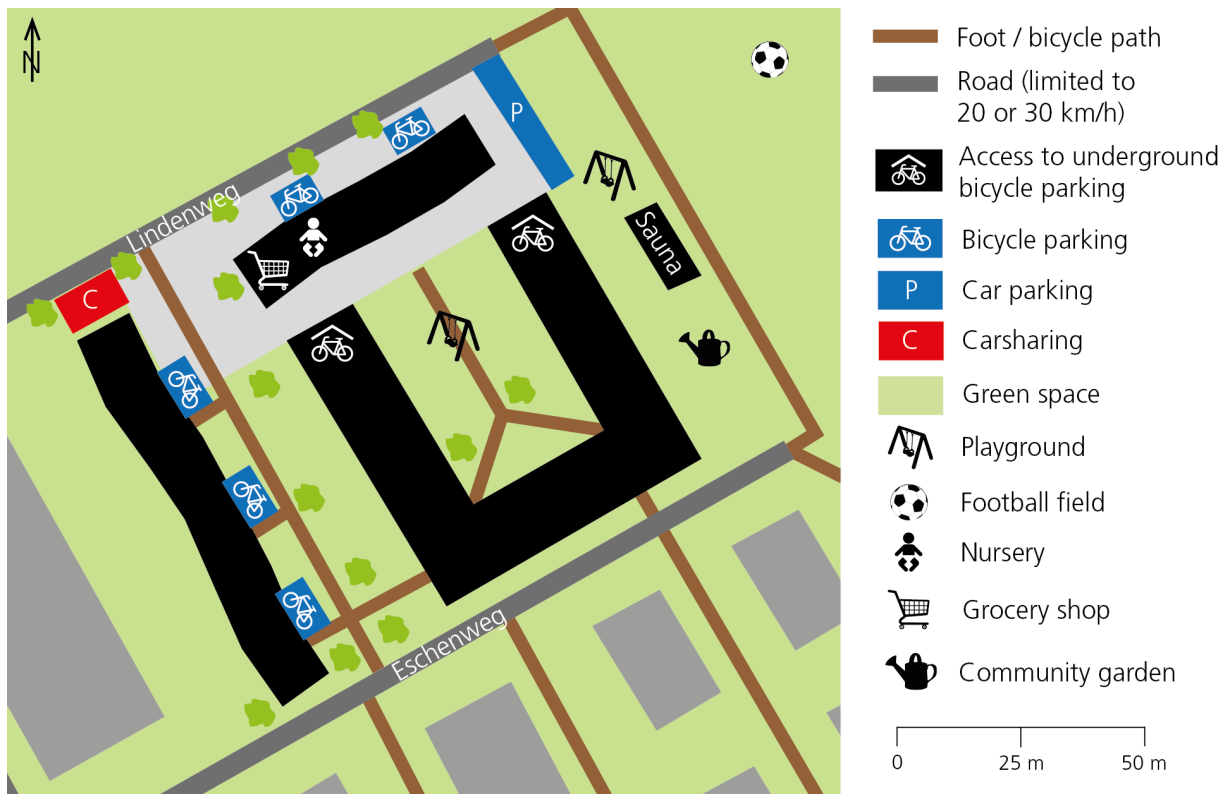 N
Lindenweg
P
C
Sauna
Eschenweg
Foot / bicycle path
Road (limited to
20 or 30 km/h)
Access to underground
bicycle parking
Bicycle parking
P
Car parking
C
Carsharing
Green space
Playground
Football field
Nursery
Grocery shop
Community garden
0
25 m
50 m